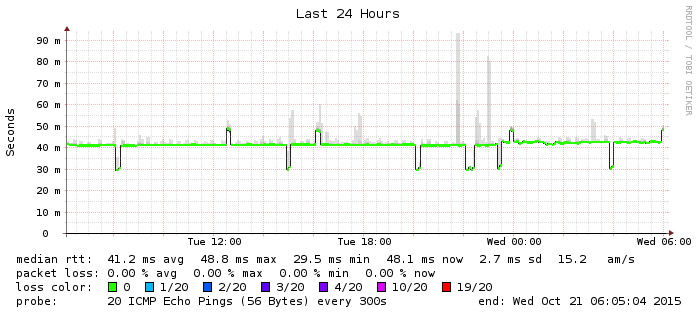 Last 24 Hours
RRDTOOL / TOBI OETIKER
Seconds
90 m
80 m
70 m
60 m
50 m
40 m
30 m
20 m
10 m
0
Tue 12:00 Tue 18:00 Wed 00:00 Wed 06:00
median rtt: 41.2 ms avg 48.8 ms max 29.5 ms min 48.1 ms now 2.7 ms sd 15.2 am/s
packet loss: 0.00 % avg 0.00 % max 0.00 % min 0.00 % now
loss color: 0 1/20 2/20 3/20 4/20 10/20 19/20
probe: 20 ICMP Echo Pings (56 Bytes) every 300s end: Wed Oct 21 06:05:04 2015